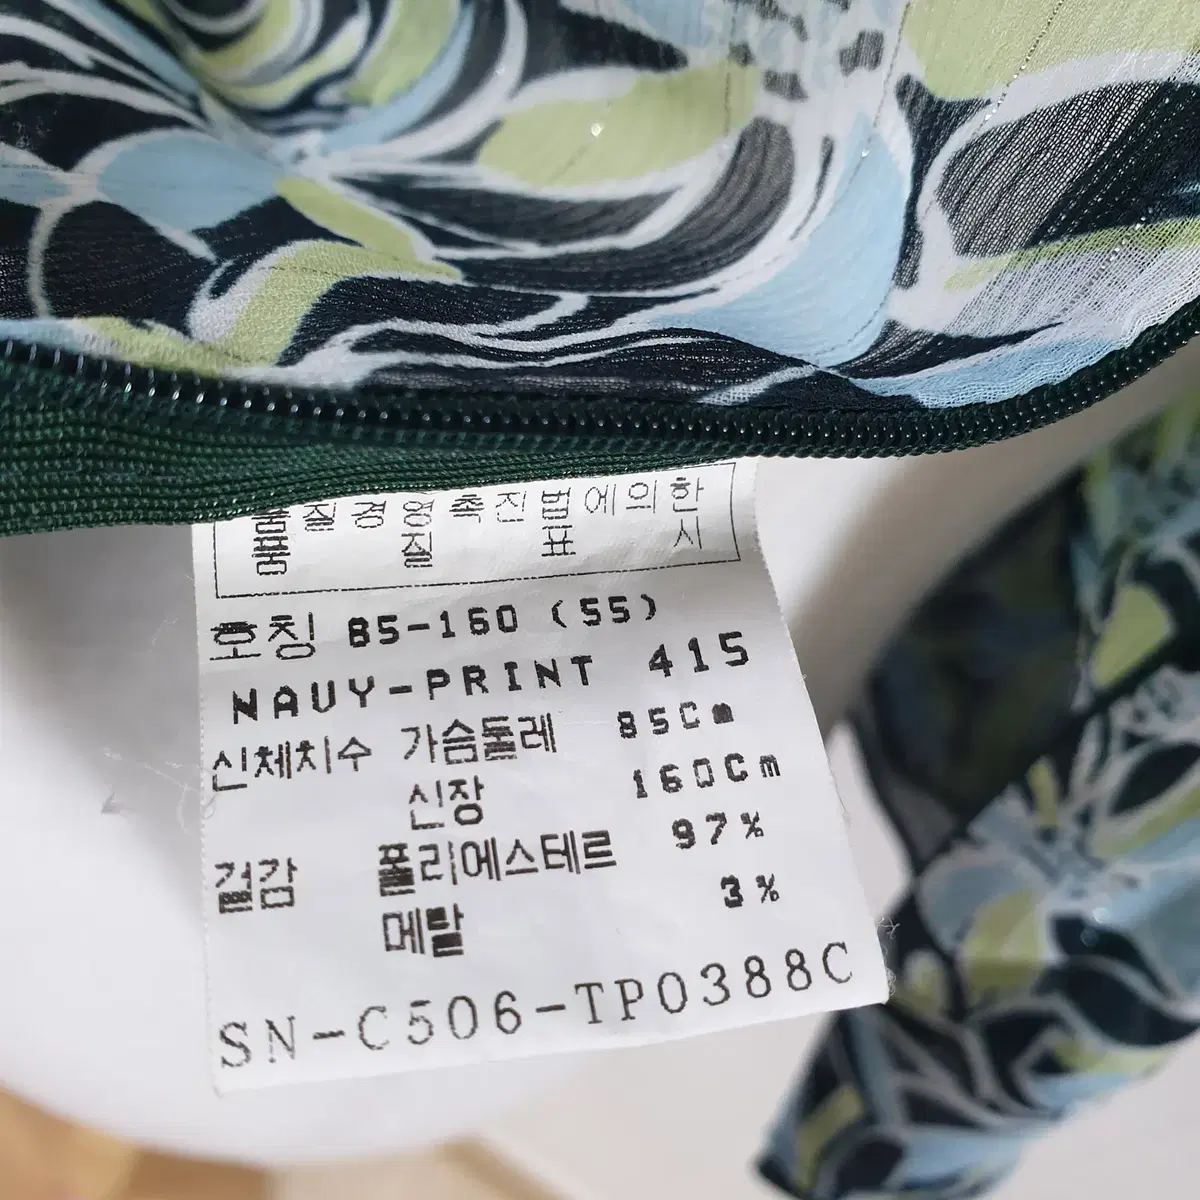 품질경영촉진법에의한
품질표시
호칭 85-160 (55)
NAVY-PRINT 415
신체치수 가슴둘레 85Cm
신장 160Cm
겉감 폴리에스테르 97%
메탈 3%
SN-C506-TP0388C